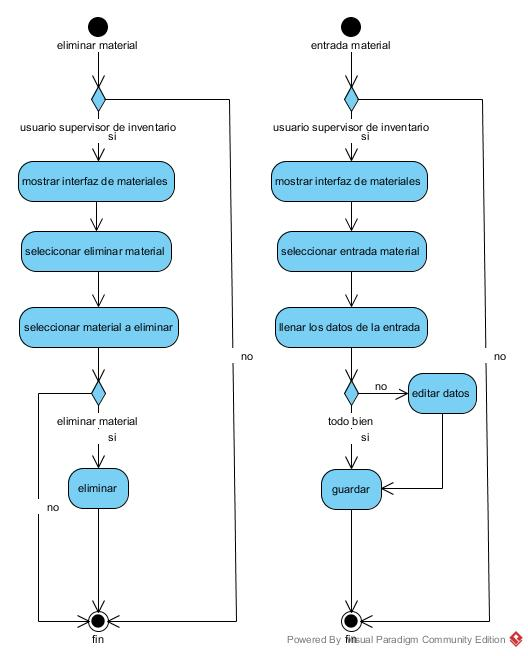 eliminar material
usuario supervisor de inventario
si
mostrar interfaz de materiales
seleciconar eliminar material
seleccionar material a eliminar
no
eliminar material
si
eliminar
no
fin
entrada material
usuario supervisor de inventario
si
mostrar interfaz de materiales
seleccionar entrada material
llenar los datos de la entrada
no
no
editar datos
todo bien
si
guardar
fin
Powered By Visual Paradigm Community Edition